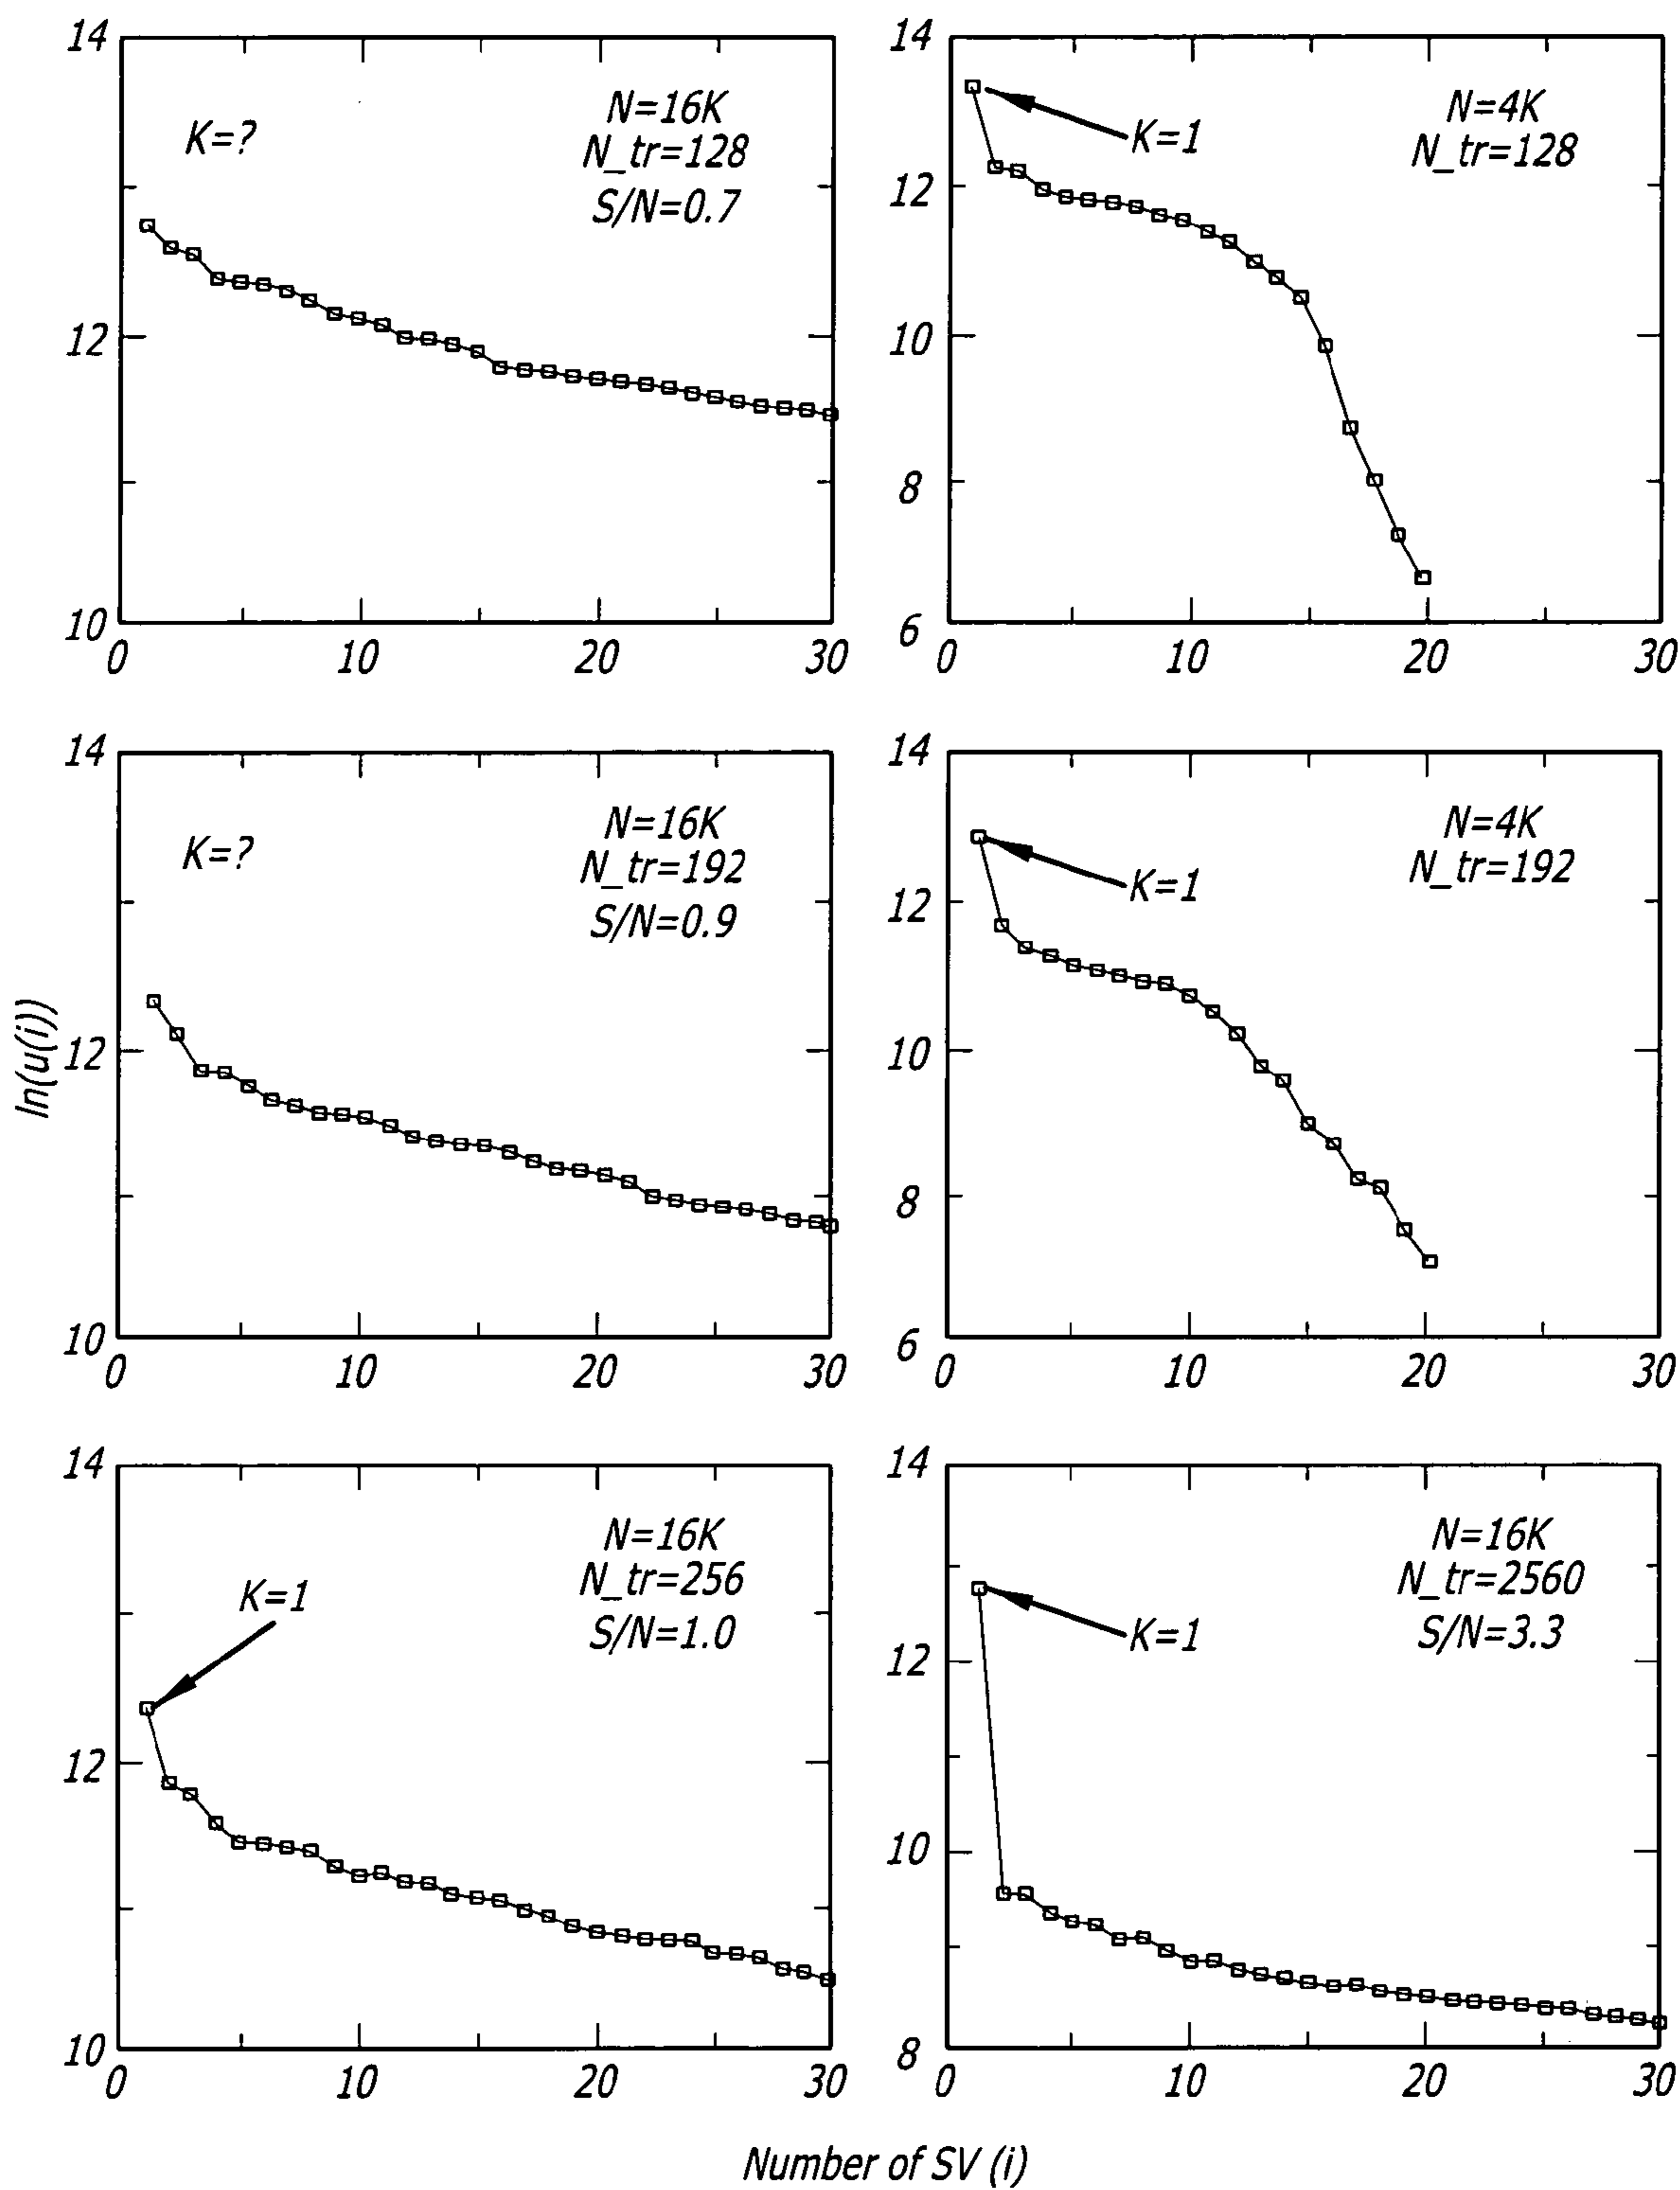 14
12
10
0
10
20
30
K=?
N=16K
N_tr=128
S/N=0.7
14
12
10
8
6
0
10
20
30
K=1
N=4K
N_tr=128
14
12
10
0
10
20
30
K=?
N=16K
N_tr=192
S/N=0.9
14
12
10
8
6
0
10
20
30
K=1
N=4K
N_tr=192
ln(u(i))
14
12
10
0
10
20
30
K=1
N=16K
N_tr=256
S/N=1.0
14
12
10
8
0
10
20
30
K=1
N=16K
N_tr=2560
S/N=3.3
Number of SV (i)